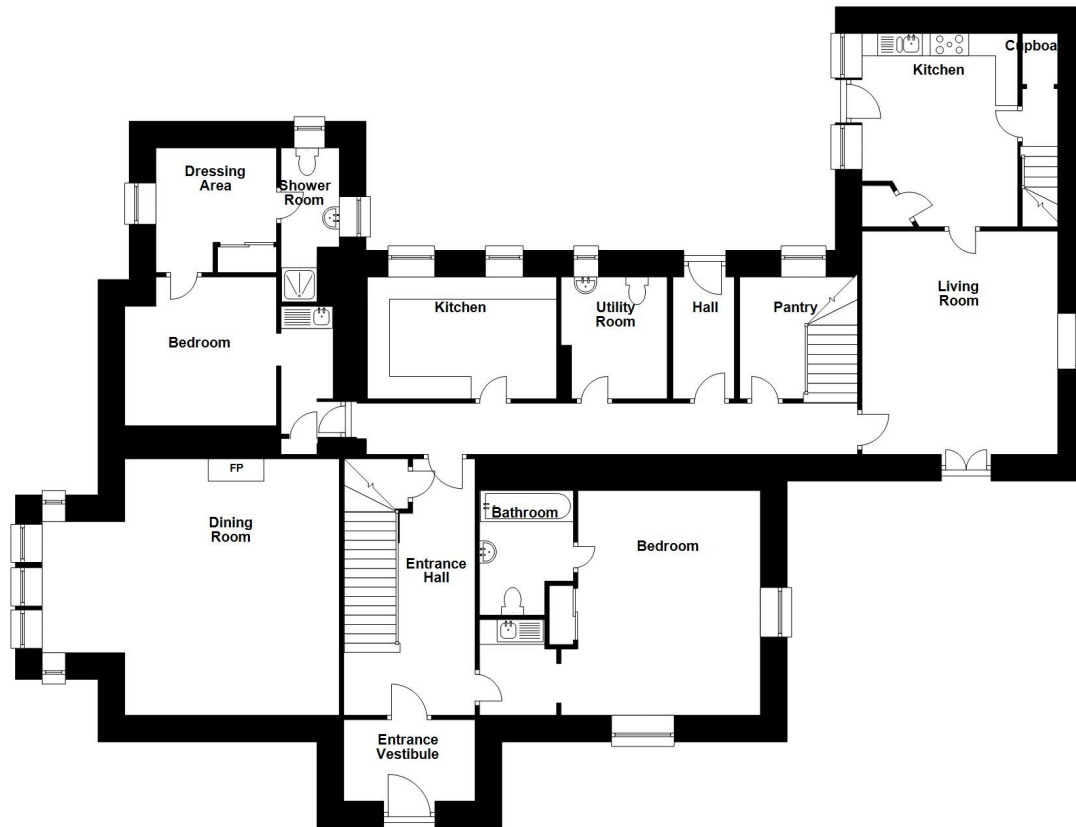 Cupboa
Kitchen
Dressing
Area
Shower
Room
Living
Room
Kitchen
Utility
Room
Hall
Pantry
Bedroom
FP
Dining
Room
Bathroom
Bedroom
Entrance
Hall
Entrance
Vestibule